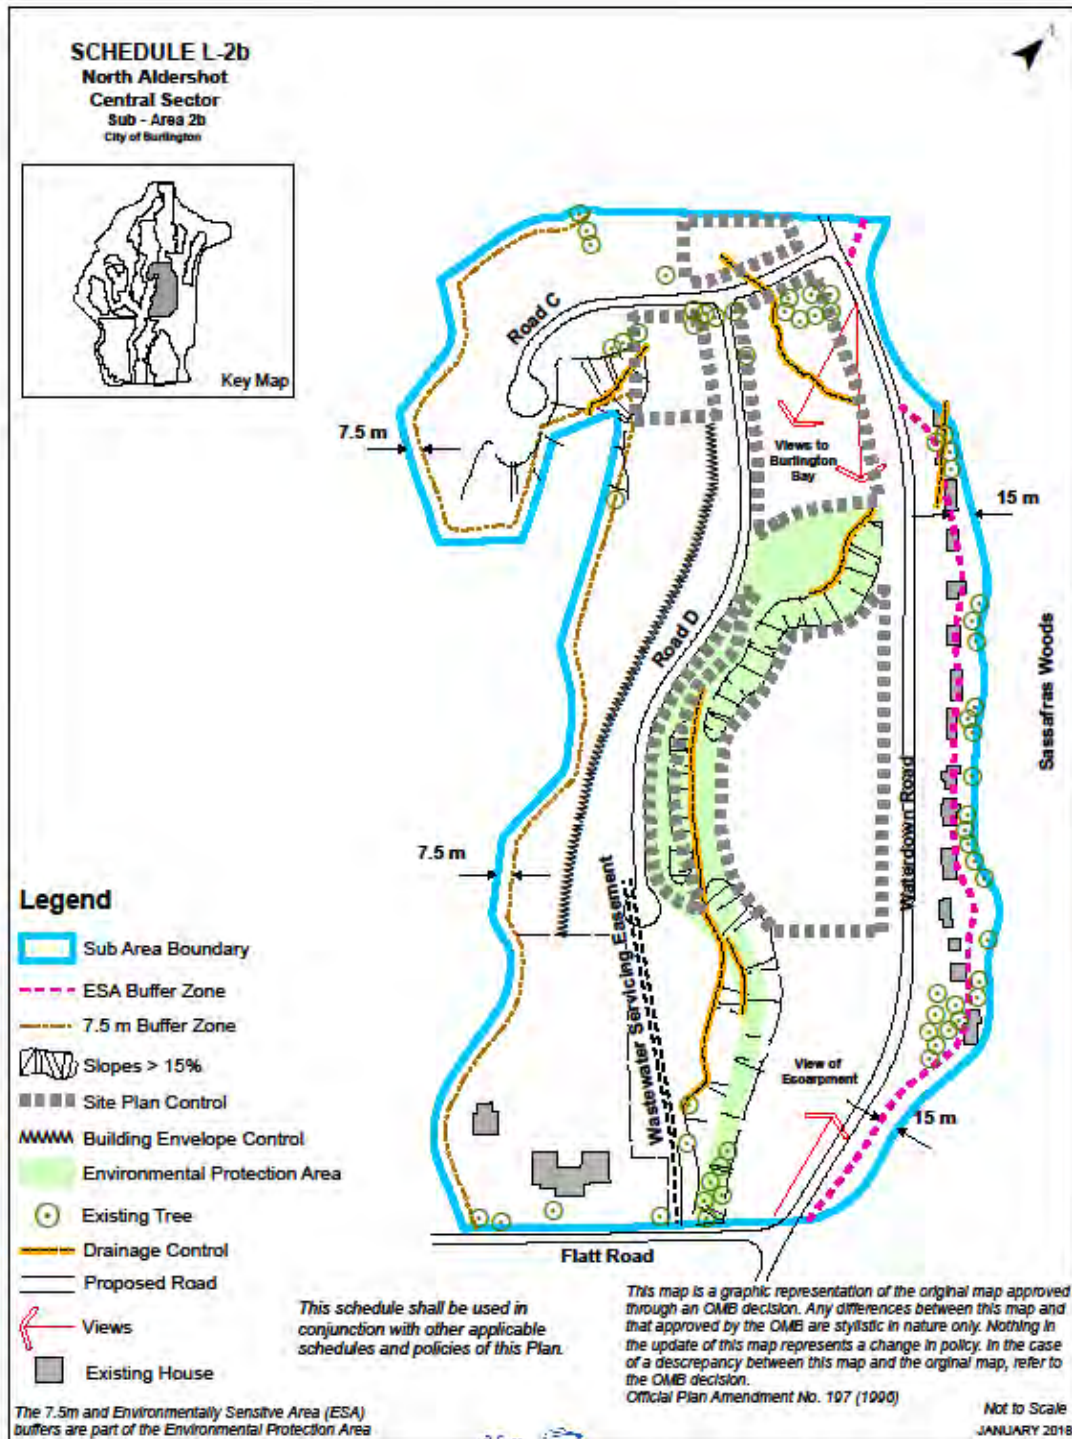 SCHEDULE L-2b
North Aldershot
Central Sector
Sub - Area 2b
City of Burlington
Key Map
Road C
7.5 m
Views to
Burlington
Bay
15 m
Road D
Sassafras Woods
Waterdown Road
7.5 m
Wastewater Servicing Easement
View of
Escarpment
15 m
Flatt Road
Legend
Sub Area Boundary
ESA Buffer Zone
7.5 m Buffer Zone
Slopes > 15%
Site Plan Control
Building Envelope Control
Environmental Protection Area
Existing Tree
Drainage Control
Proposed Road
Views
Existing House
The 7.5m and Environmentally Sensitve Area (ESA)
buffers are part of the Environmental Protection Area
This schedule shall be used in
conjunction with other applicable
schedules and policies of this Plan.
This map is a graphic representation of the original map approved
through an OMB decision. Any differences between this map and
that approved by the OMB are stylistic in nature only. Nothing in
the update of this map represents a change in policy. In the case
of a descrepancy between this map and the orginal map, refer to
the OMB decision.
Official Plan Amendment No. 197 (1996)
Not to Scale
JANUARY 2018